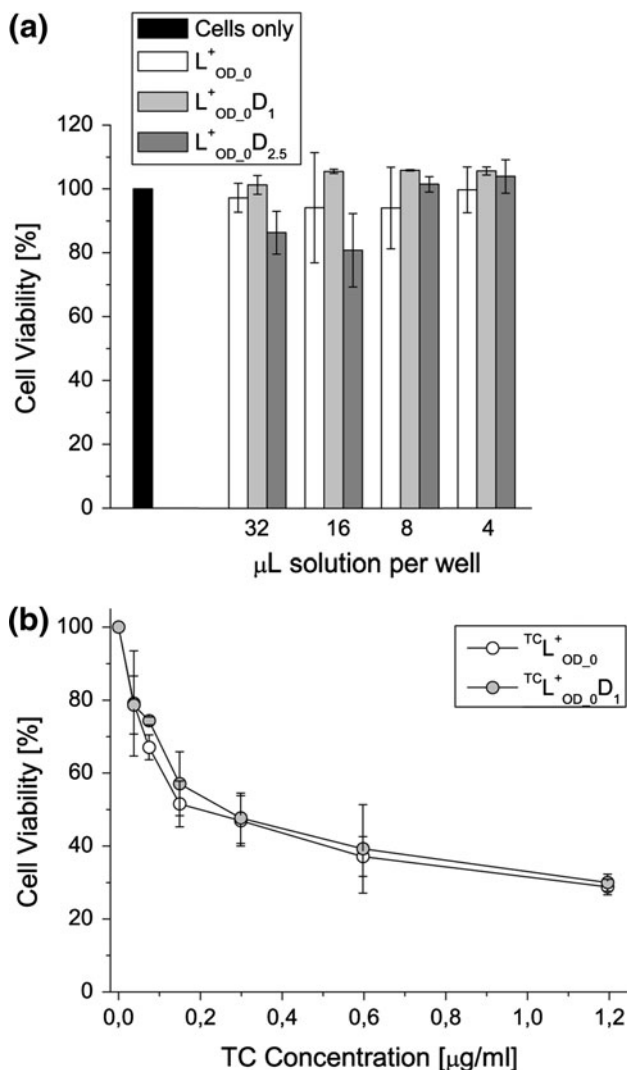 (a)
Cells only
L+OD_0
L+OD_0D1
L+OD_0D2.5
120
100
80
60
40
20
0
Cell Viability [%]
32 16 8 4
μL solution per well
(b)
TCL+OD_0
TCL+OD_0D1
100
80
60
40
20
0
Cell Viability [%]
0,0 0,2 0,4 0,6 0,8 1,0 1,2
TC Concentration [μg/ml]